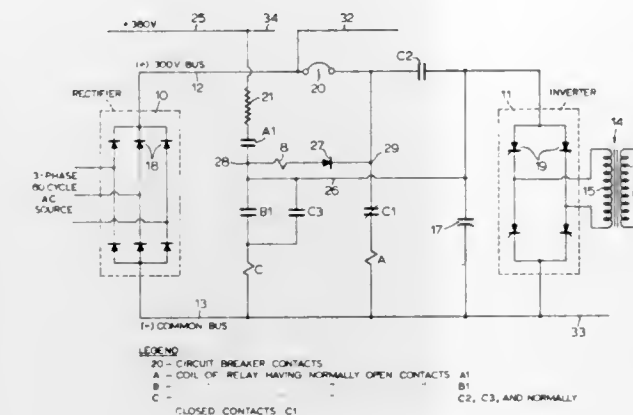 +380V 25 34 32
(+) 300V BUS
12
RECTIFIER 10
18
3-PHASE
60 CYCLE
AC
SOURCE
21
A1
20
C2
28 8 27 29
26
B1 C3 C1
17
C A
11 INVERTER
19
14
15
13
(-) COMMON BUS
33
LEGEND
20 - CIRCUIT BREAKER CONTACTS
A - COIL OF RELAY HAVING NORMALLY OPEN CONTACTS A1
B - " " " B1
C - " " C2, C3, AND NORMALLY
CLOSED CONTACTS C1